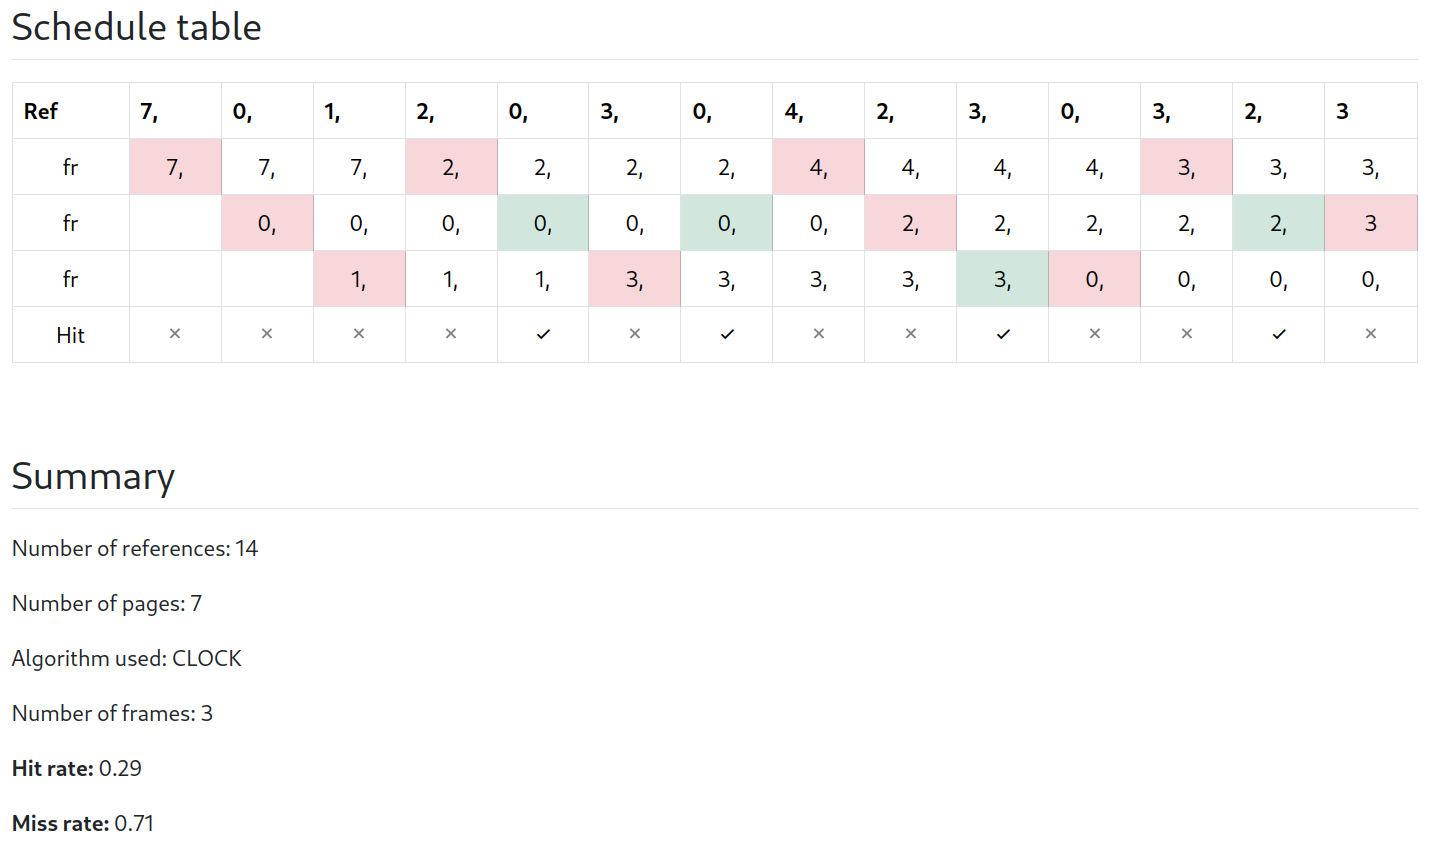 Schedule table
Ref 7, 0, 1, 2, 0, 3, 0, 4, 2, 3, 0, 3, 2, 3
fr 7, 7, 7, 2, 2, 2, 2, 4, 4, 4, 4, 3, 3, 3,
fr 0, 0, 0, 0, 0, 0, 0, 2, 2, 2, 2, 2, 3
fr 1, 1, 1, 3, 3, 3, 3, 3, 0, 0, 0, 0,
Hit × × × × ✓ × ✓ × × ✓ × × ✓ ×
Summary
Number of references: 14
Number of pages: 7
Algorithm used: CLOCK
Number of frames: 3
Hit rate: 0.29
Miss rate: 0.71